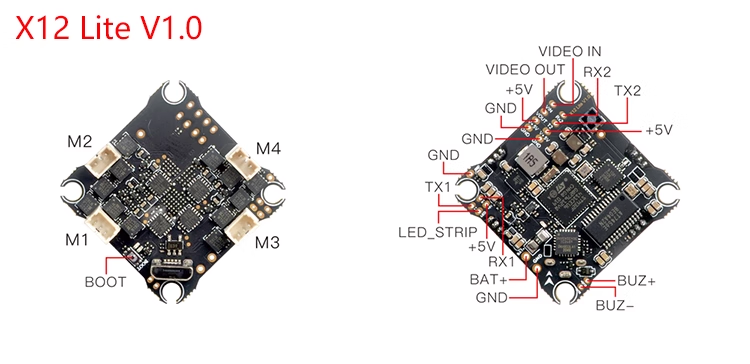 X12 Lite V1.0
M2
M4
M1
M3
BOOT
VIDEO IN
VIDEO OUT
RX2
+5V
TX2
GND
GND
+5V
GND
TX1
LED_STRIP
+5V
RX1
BAT+
GND
BUZ+
BUZ-